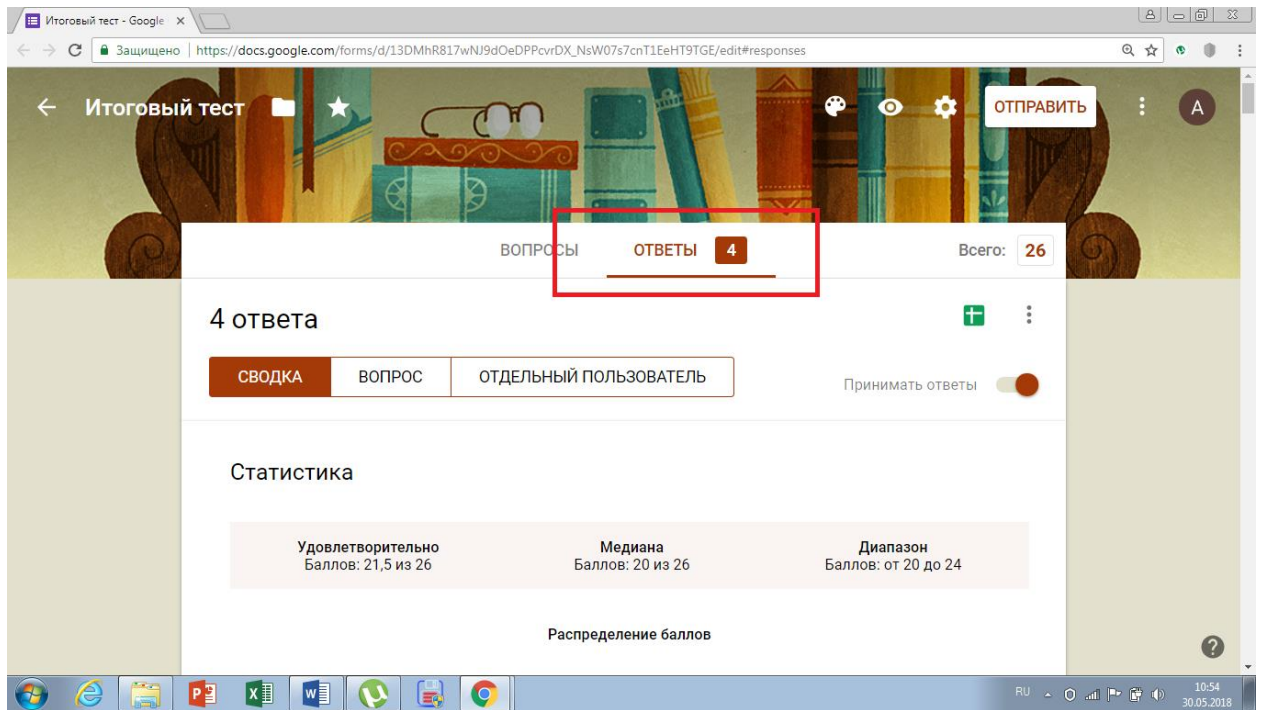 Итоговый тест - Google
Защищено https://docs.google.com/forms/d/13DMhR817wNJ9dOeDPPcvrDX_NsW07s7cnT1EeHT9TGE/edit#responses
Итоговый тест ОТПРАВИТЬ A
ВОПРОСЫ ОТВЕТЫ 4 Всего: 26
4 ответа
СВОДКА ВОПРОС ОТДЕЛЬНЫЙ ПОЛЬЗОВАТЕЛЬ Принимать ответы
Статистика
Удовлетворительно Медиана Диапазон
Баллов: 21,5 из 26 Баллов: 20 из 26 Баллов: от 20 до 24
Распределение баллов
RU 10:54
30.05.2018